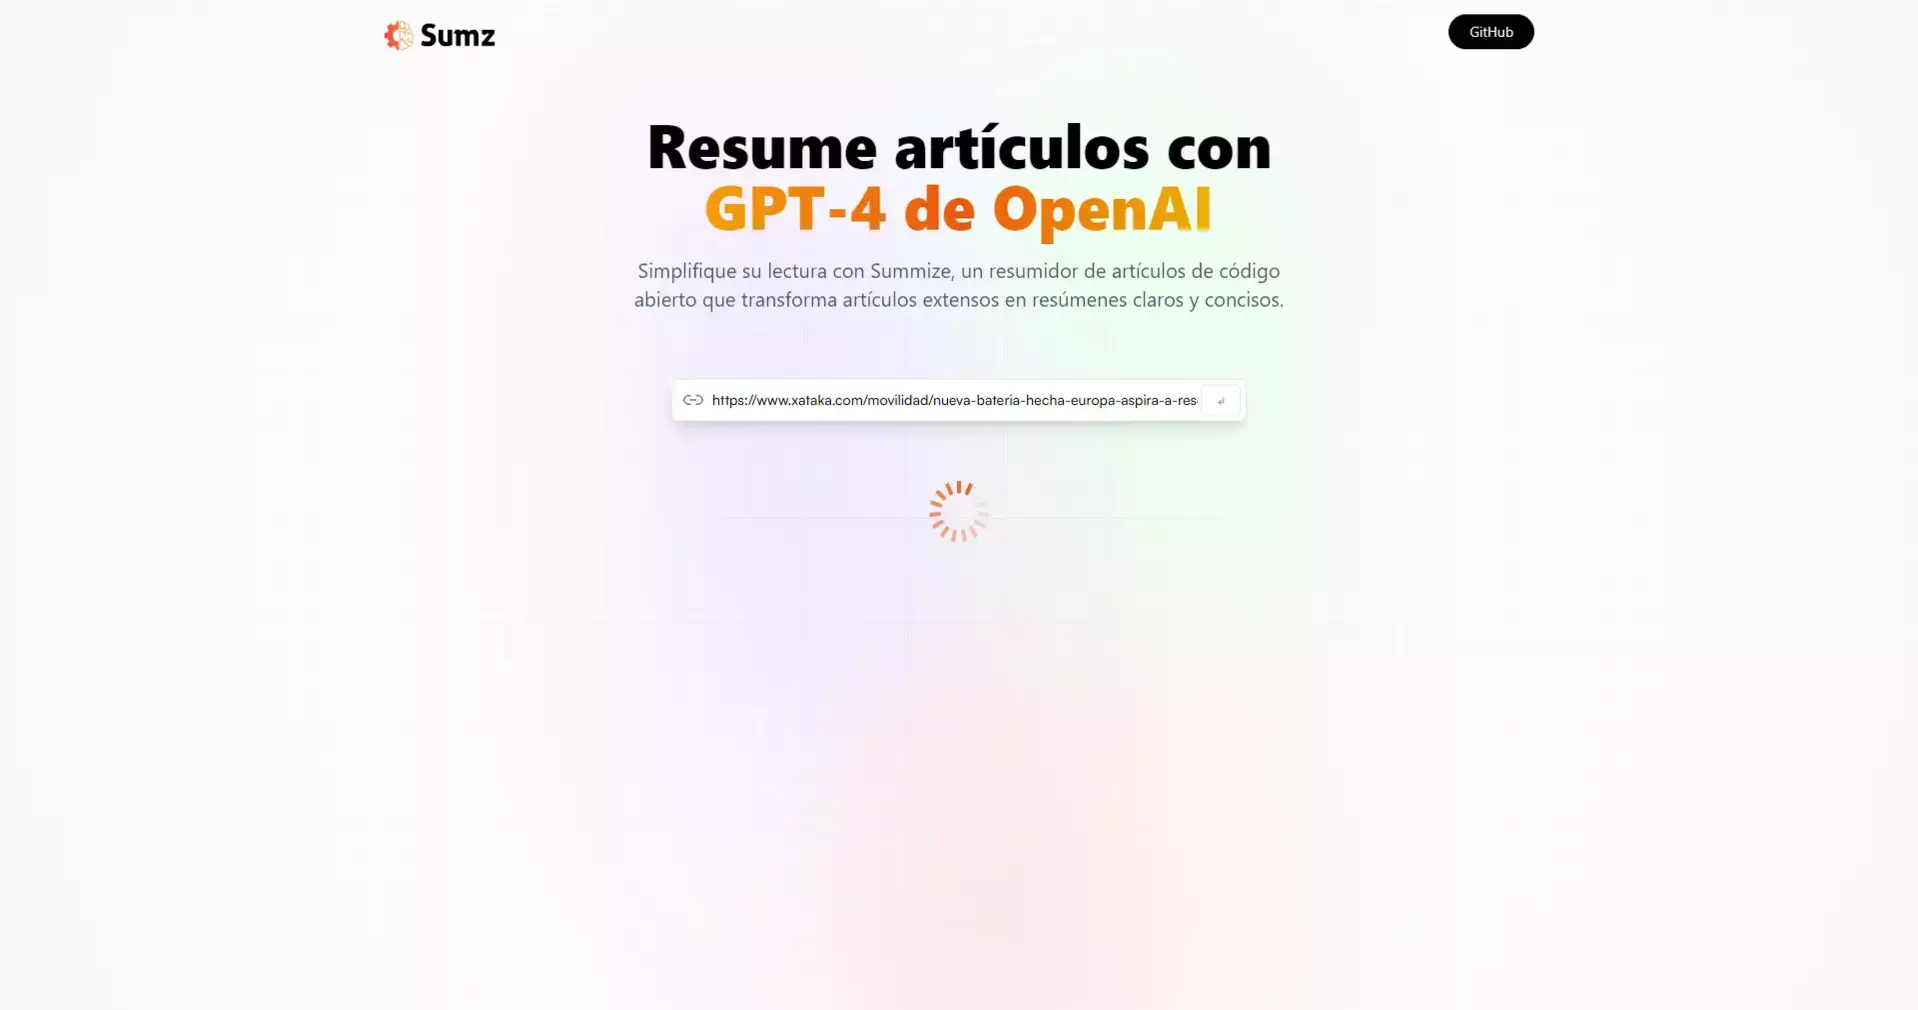 Sumz
GitHub
Resume artículos con
GPT-4 de OpenAI
Simplifique su lectura con Summize, un resumidor de artículos de código
abierto que transforma artículos extensos en resúmenes claros y concisos.
https://www.xataka.com/movilidad/nueva-bateria-hecha-europa-aspira-a-res